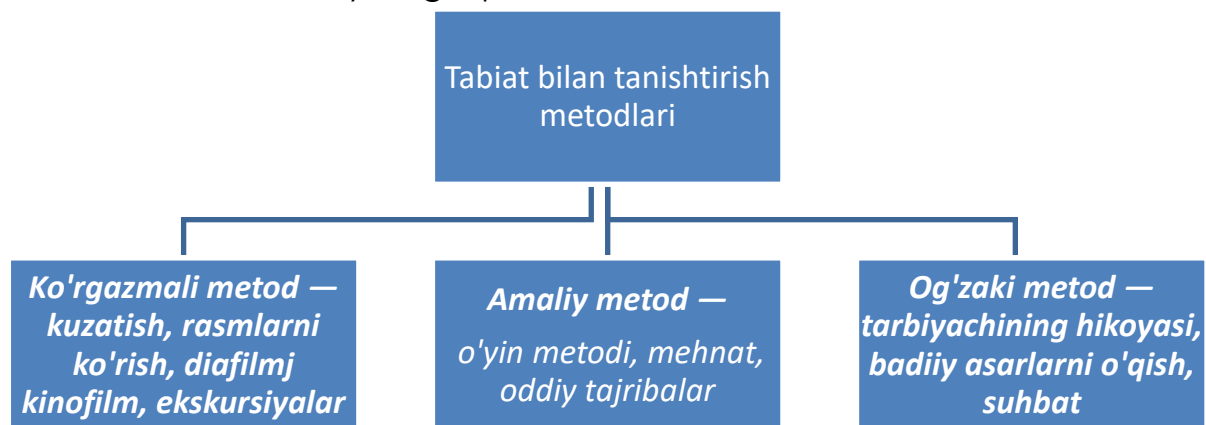 Tabiat bilan tanishtirish
metodlari
Ko'rgazmali metod —
kuzatish, rasmlarni
ko'rish, diafilmj
kinofilm, ekskursiyalar
Amaliy metod —
o'yin metodi, mehnat,
oddiy tajribalar
Og'zaki metod —
tarbiyachining hikoyasi,
badiiy asarlarni o'qish,
suhbat